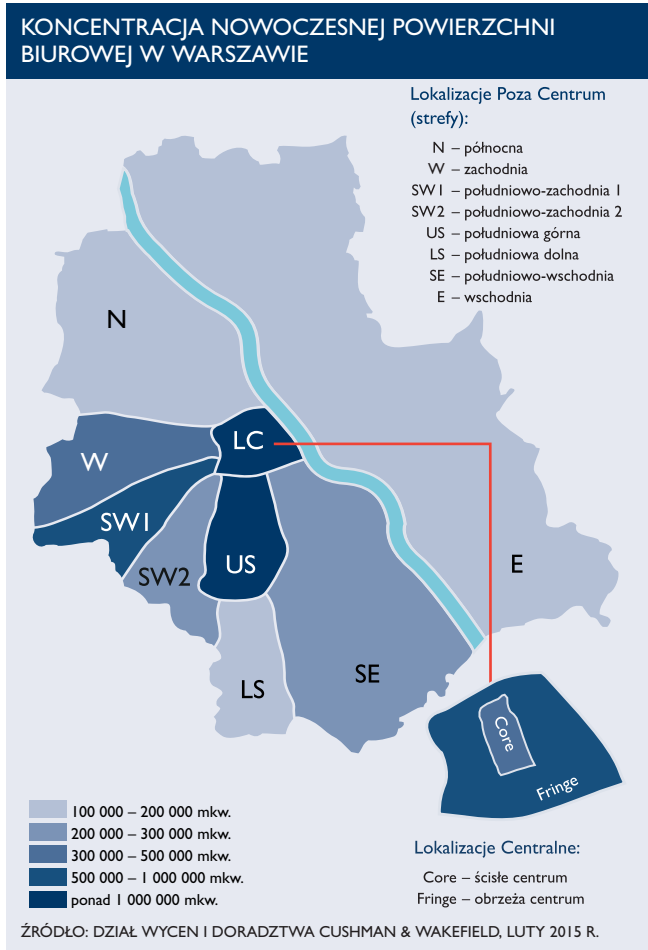 KONCENTRACJA NOWOCZESNEJ POWIERZCHNI
BIUROWEJ W WARSZAWIE
Lokalizacje Poza Centrum
(strefy):
N – północna
W – zachodnia
SW1 – południowo-zachodnia 1
SW2 – południowo-zachodnia 2
US – południowa górna
LS – południowa dolna
SE – południowo-wschodnia
E – wschodnia
N
LC
W
SW1
US
E
SW2
SE
LS
Core
Fringe
100 000 – 200 000 mkw.
200 000 – 300 000 mkw.
300 000 – 500 000 mkw.
500 000 – 1 000 000 mkw.
ponad 1 000 000 mkw.
Lokalizacje Centralne:
Core – ścisłe centrum
Fringe – obrzeża centrum
ŹRÓDŁO: DZIAŁ WYCEN I DORADZTWA CUSHMAN & WAKEFIELD, LUTY 2015 R.